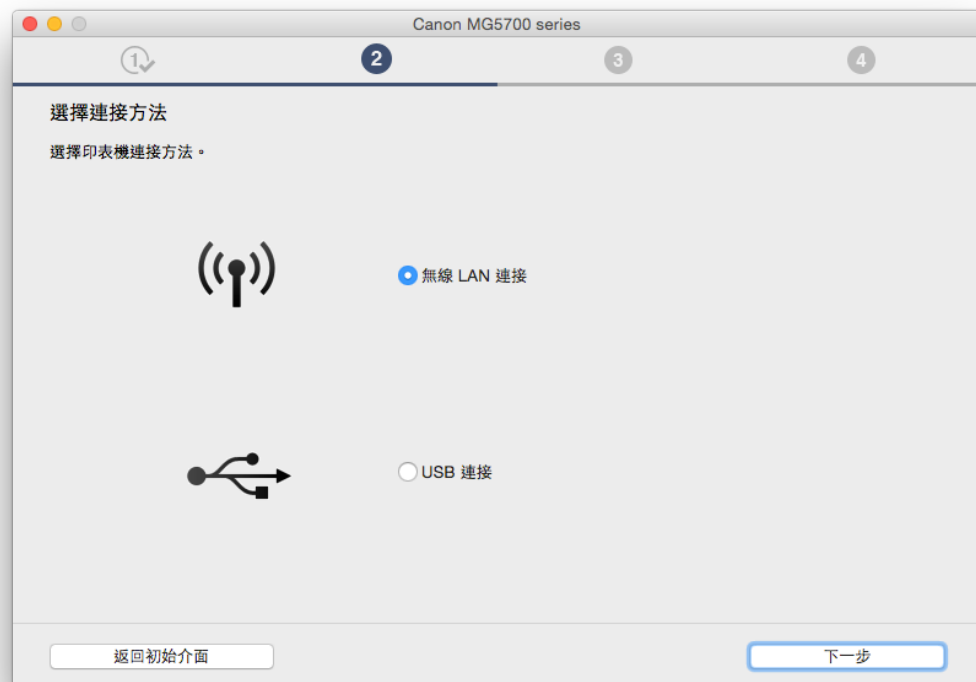 Canon MG5700 series
1 2 3 4
選擇連接方法
選擇印表機連接方法。
無線 LAN 連接
USB 連接
返回初始介面 下一步